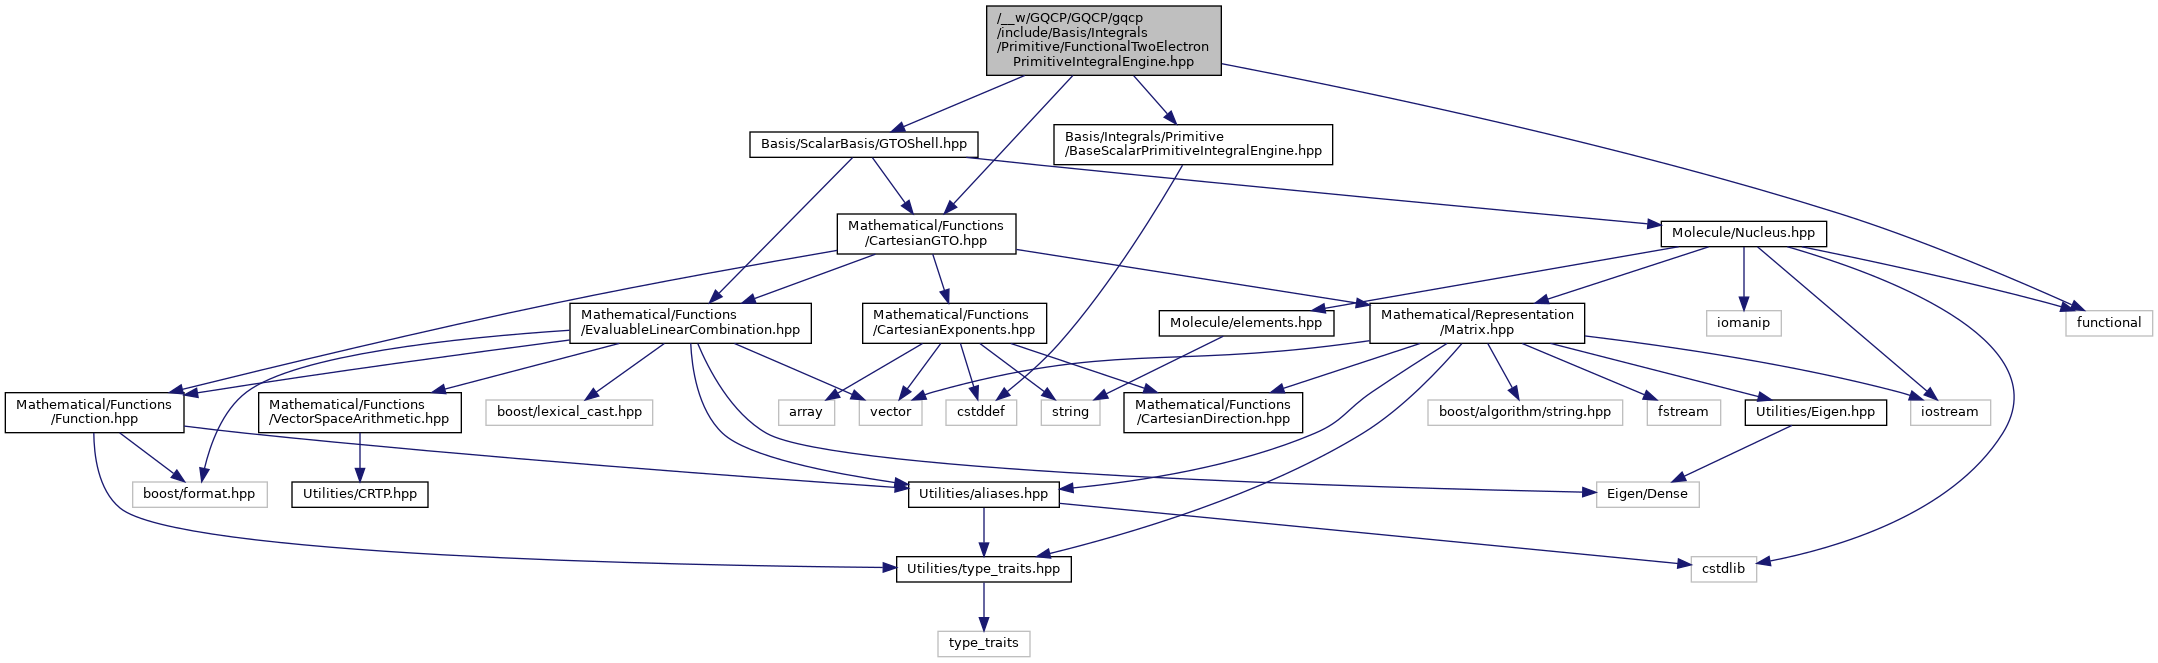 /__w/GQCP/GQCP/gqcp
/include/Basis/Integrals
/Primitive/FunctionalTwoElectron
PrimitiveIntegralEngine.hpp
Basis/ScalarBasis/GTOShell.hpp
Basis/Integrals/Primitive
/BaseScalarPrimitiveIntegralEngine.hpp
Mathematical/Functions
/CartesianGTO.hpp
Molecule/Nucleus.hpp
Mathematical/Functions
/EvaluableLinearCombination.hpp
Mathematical/Functions
/CartesianExponents.hpp
Molecule/elements.hpp
Mathematical/Representation
/Matrix.hpp
iomanip
functional
Mathematical/Functions
/Function.hpp
Mathematical/Functions
/VectorSpaceArithmetic.hpp
boost/lexical_cast.hpp
array
vector
cstddef
string
Mathematical/Functions
/CartesianDirection.hpp
boost/algorithm/string.hpp
fstream
Utilities/Eigen.hpp
iostream
boost/format.hpp
Utilities/CRTP.hpp
Utilities/aliases.hpp
Eigen/Dense
Utilities/type_traits.hpp
cstdlib
type_traits